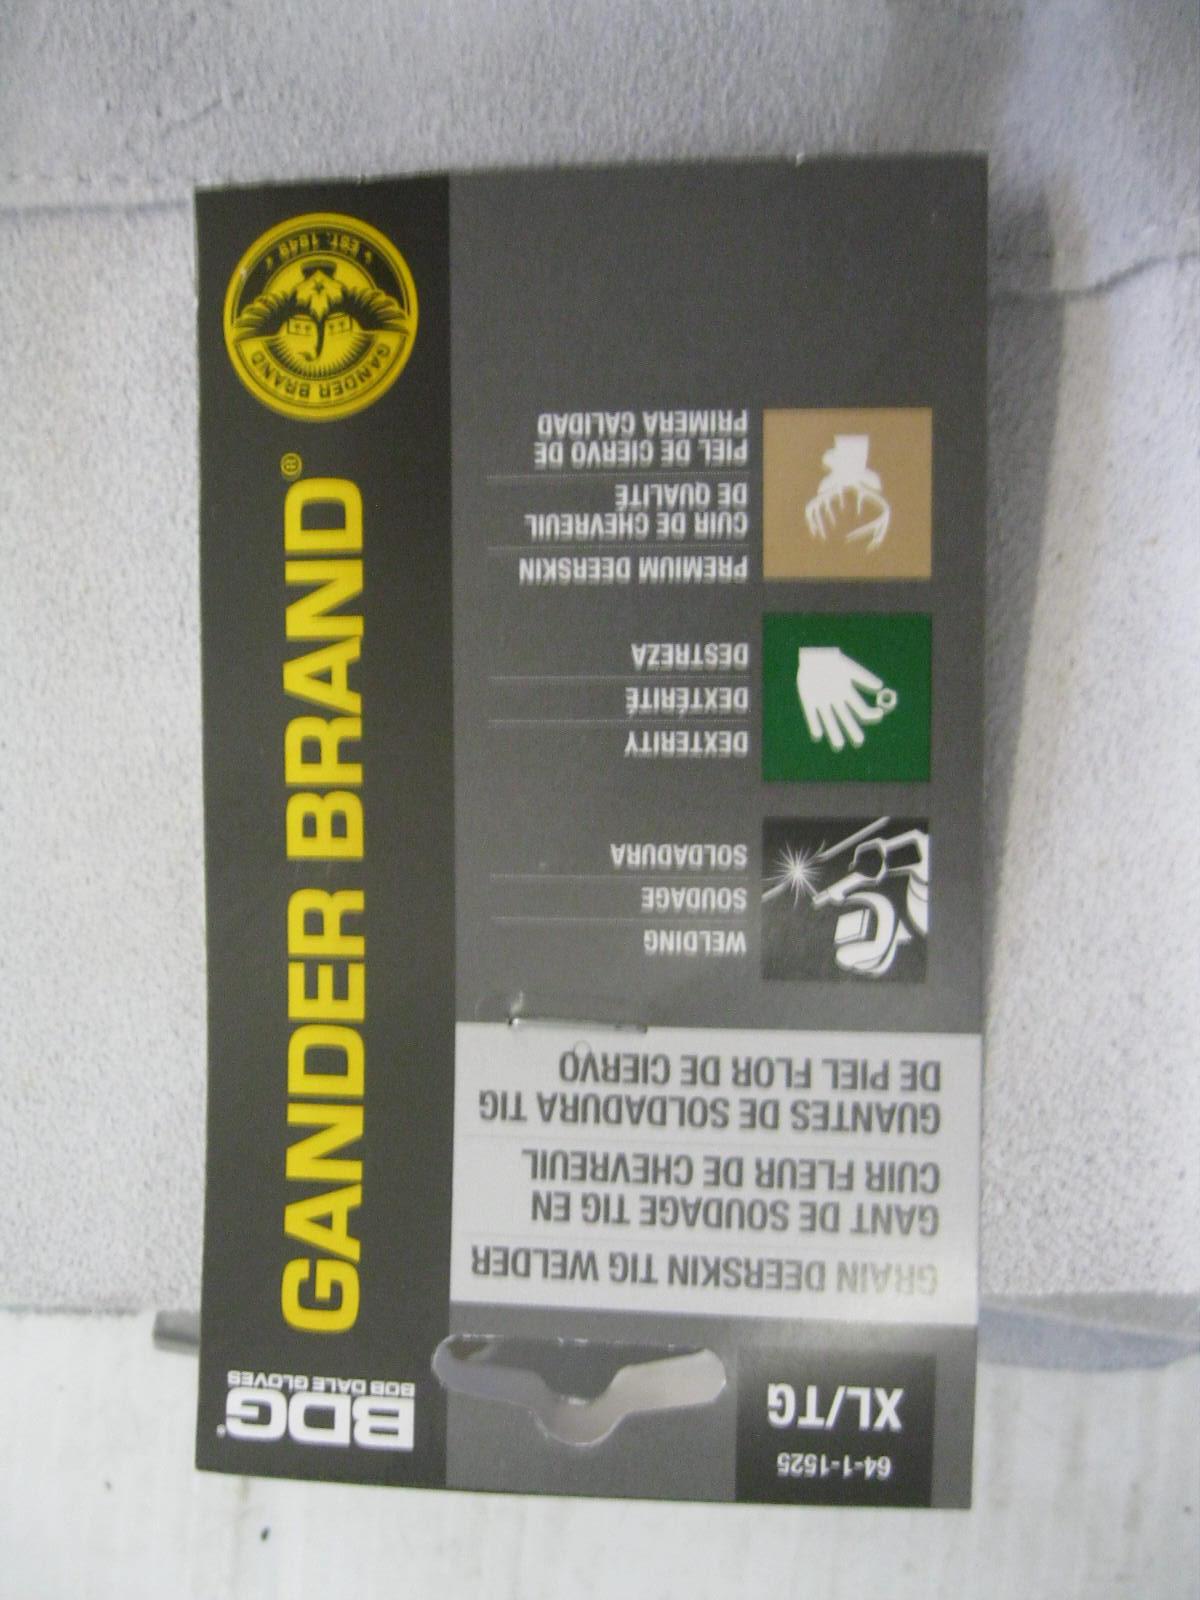 64-1-1525
XL/TG
BDG®
BOB DALE GLOVES
GRAIN DEERSKIN TIG WELDER
GANT DE SOUDAGE TIG EN
CUIR FLEUR DE CHEVREUIL
GUANTES DE SOLDADURA TIG
DE PIEL FLOR DE CIERVO
WELDING
SOUDAGE
SOLDADURA
DEXTERITY
DEXTÉRITÉ
DESTREZA
PREMIUM DEERSKIN
CUIR DE CHEVREUIL
DE QUALITÉ
PIEL DE CIERVO DE
PRIMERA CALIDAD
GANDER BRAND®
GANDER BRAND
EST. 1849